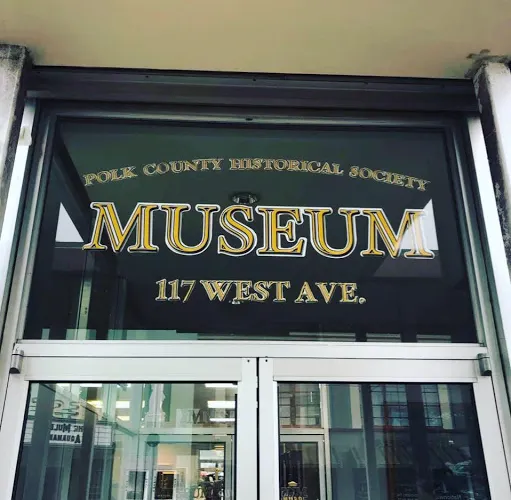 POLK COUNTY HISTORICAL SOCIETY
MUSEUM
117 WEST AVE.